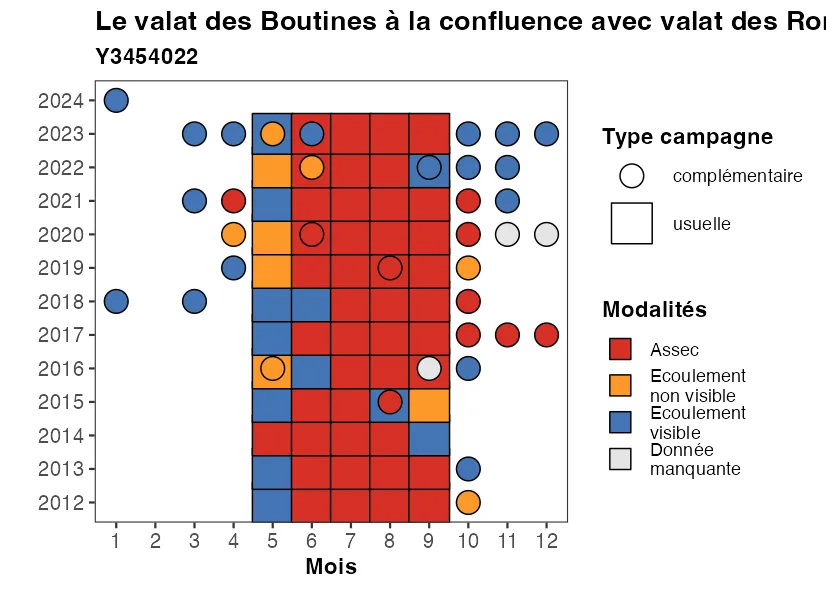 Le valat des Boutines à la confluence avec valat des
Y3454022
2024
2023
2022
2021
2020
2019
2018
2017
2016
2015
2014
2013
2012
1 2 3 4 5 6 7 8 9 10 11 12
Mois
Type campagne
complémentaire
usuelle
Modalités
Assec
Ecoulement
non visible
Ecoulement
visible
Donnée
manquante